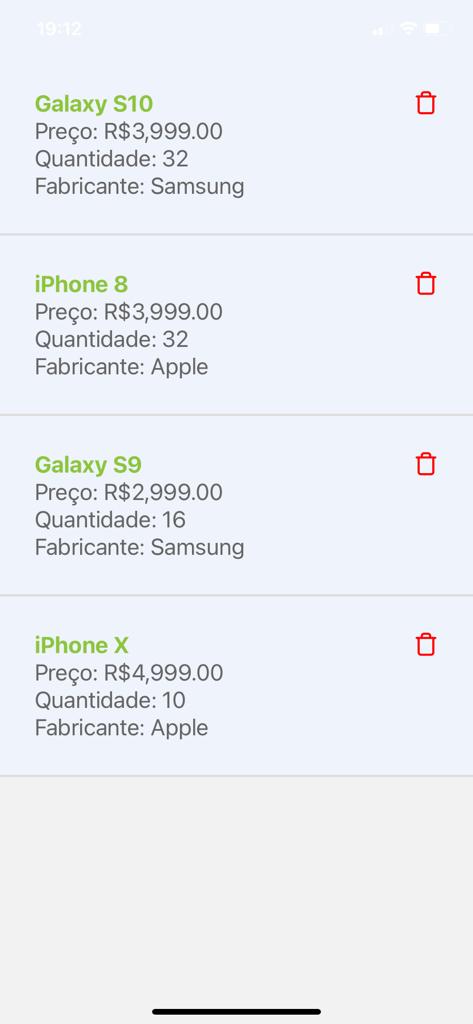 19:12
Galaxy S10
Preço: R$3,999.00
Quantidade: 32
Fabricante: Samsung
iPhone 8
Preço: R$3,999.00
Quantidade: 32
Fabricante: Apple
Galaxy S9
Preço: R$2,999.00
Quantidade: 16
Fabricante: Samsung
iPhone X
Preço: R$4,999.00
Quantidade: 10
Fabricante: Apple